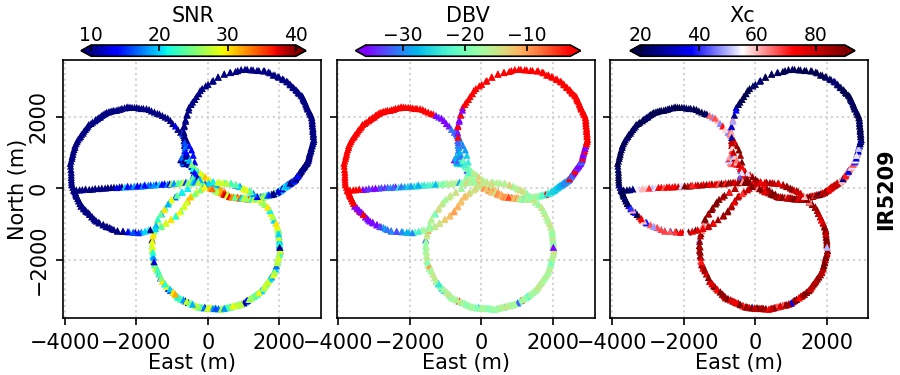 SNR DBV Xc
10 20 30 40 −30 −20 −10 20 40 60 80
North (m)
2000
0
−2000
−4000 −2000 0 2000 −4000 −2000 0 2000 −4000 −2000 0 2000
East (m) East (m) East (m)
IR5209